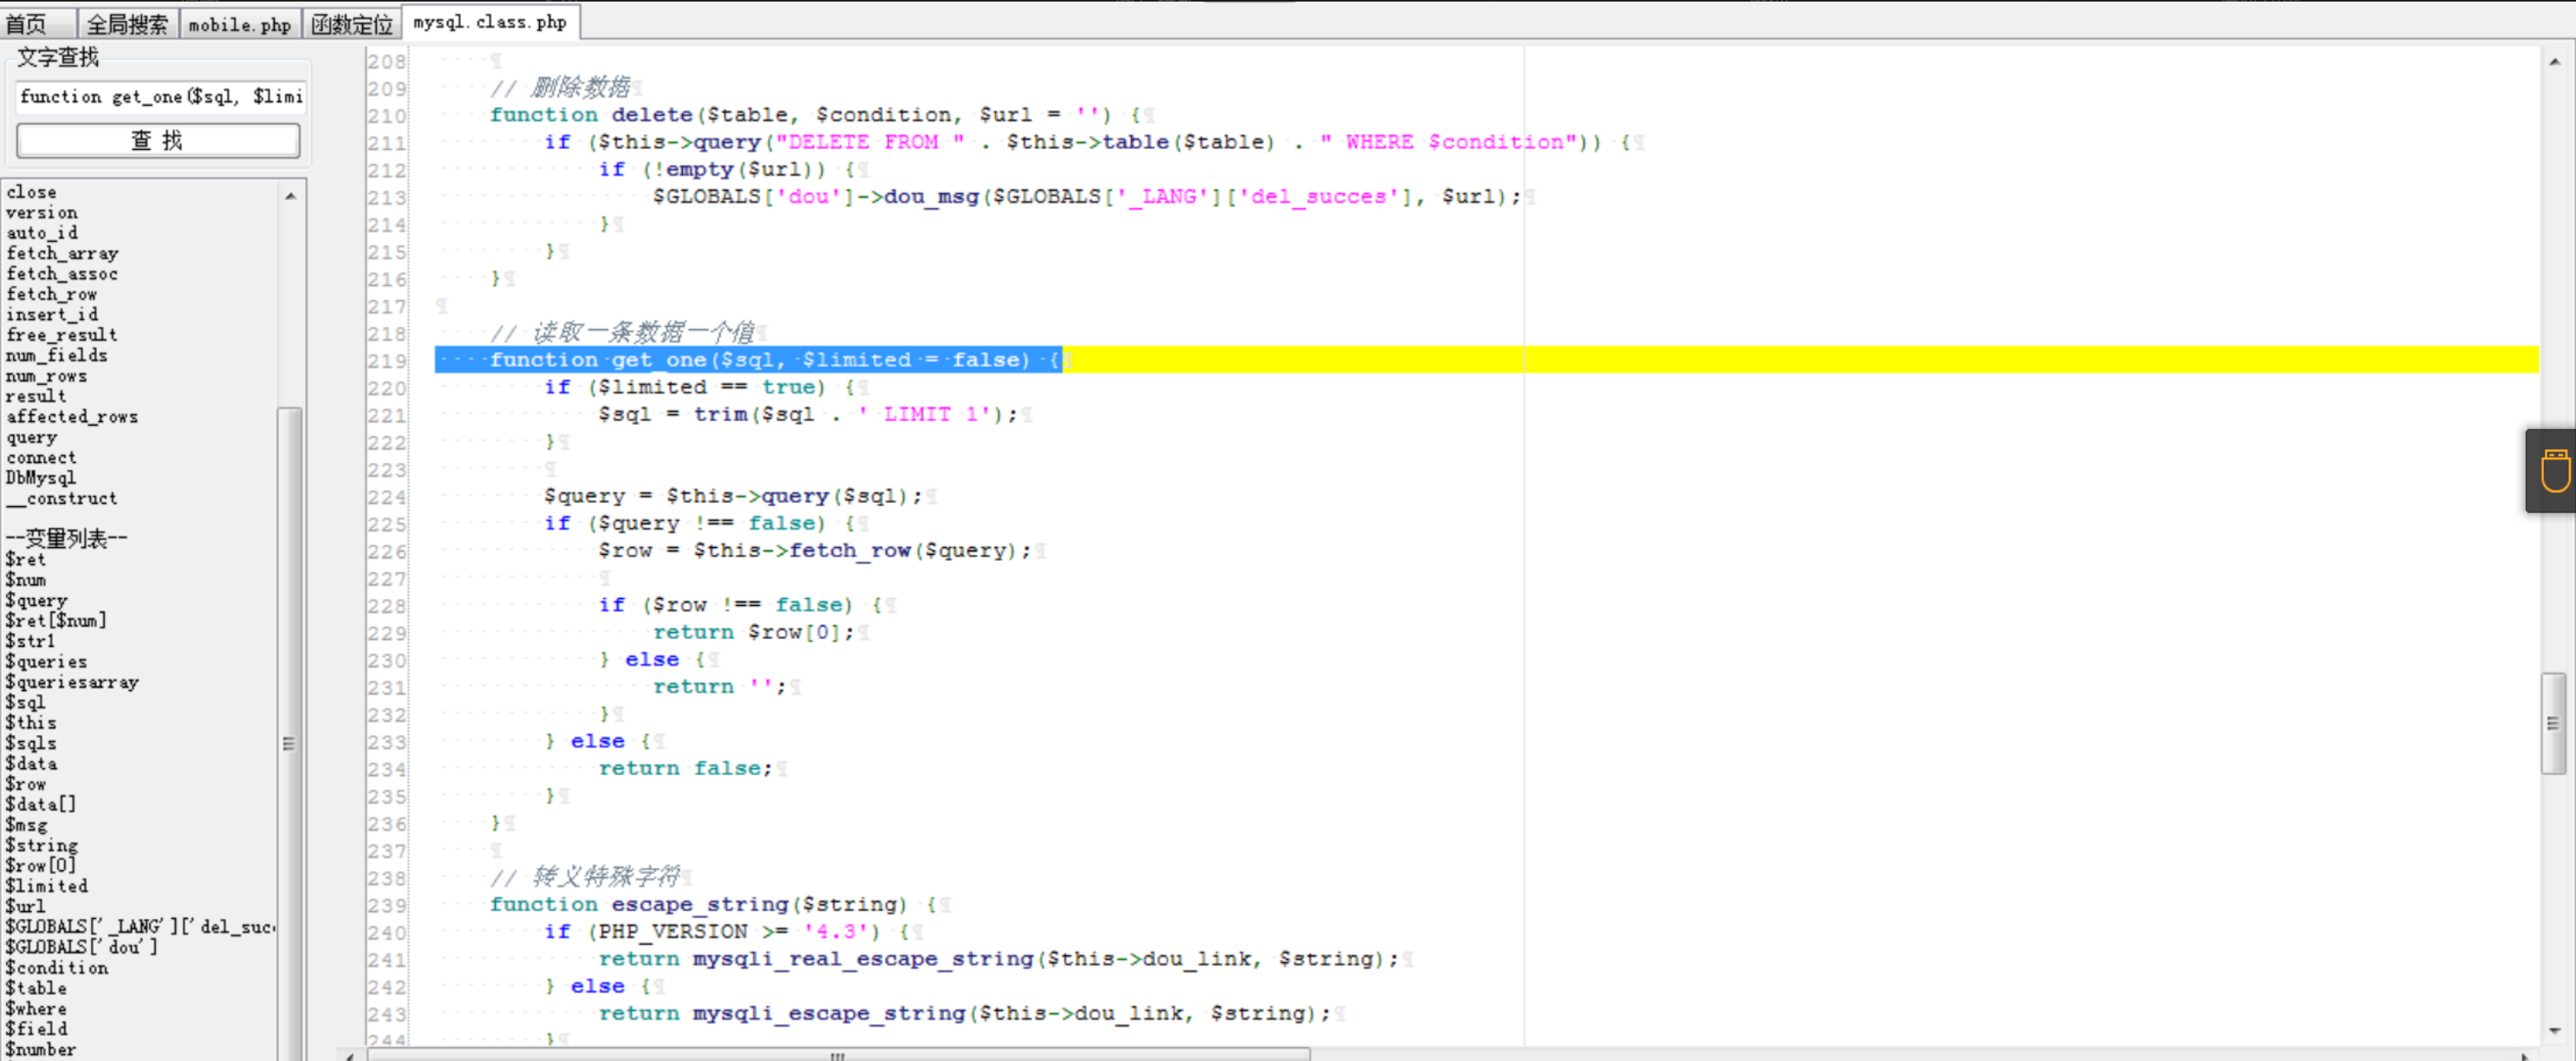 首页 全局搜索 mobile.php 函数定位 mysql.class.php
文字查找
function get_one($sql, $limi
查 找
close
version
auto_id
fetch_array
fetch_assoc
fetch_row
insert_id
free_result
num_fields
num_rows
result
affected_rows
query
connect
DbMysql
__construct
--变量列表--
$ret
$num
$query
$ret[$num]
$str1
$queries
$queriesarray
$sql
$this
$sqls
$data
$row
$data[]
$msg
$string
$row[0]
$limited
$url
$GLOBALS['_LANG']['del_suc
$GLOBALS['dou']
$condition
$table
$where
$field
$number
208
209 // 删除数据
210 function delete($table, $condition, $url = '') {
211 if ($this->query("DELETE FROM " . $this->table($table) . " WHERE $condition")) {
212 if (!empty($url)) {
213 $GLOBALS['dou']->dou_msg($GLOBALS['_LANG']['del_succes'], $url);
214 }
215 }
216 }
217
218 // 读取一条数据一个值
219 function get_one($sql, $limited = false) {
220 if ($limited == true) {
221 $sql = trim($sql . ' LIMIT 1');
222 }
223
224 $query = $this->query($sql);
225 if ($query !== false) {
226 $row = $this->fetch_row($query);
227
228 if ($row !== false) {
229 return $row[0];
230 } else {
231 return '';
232 }
233 } else {
234 return false;
235 }
236 }
237
238 // 转义特殊字符
239 function escape_string($string) {
240 if (PHP_VERSION >= '4.3') {
241 return mysqli_real_escape_string($this->dou_link, $string);
242 } else {
243 return mysqli_escape_string($this->dou_link, $string);
244 }